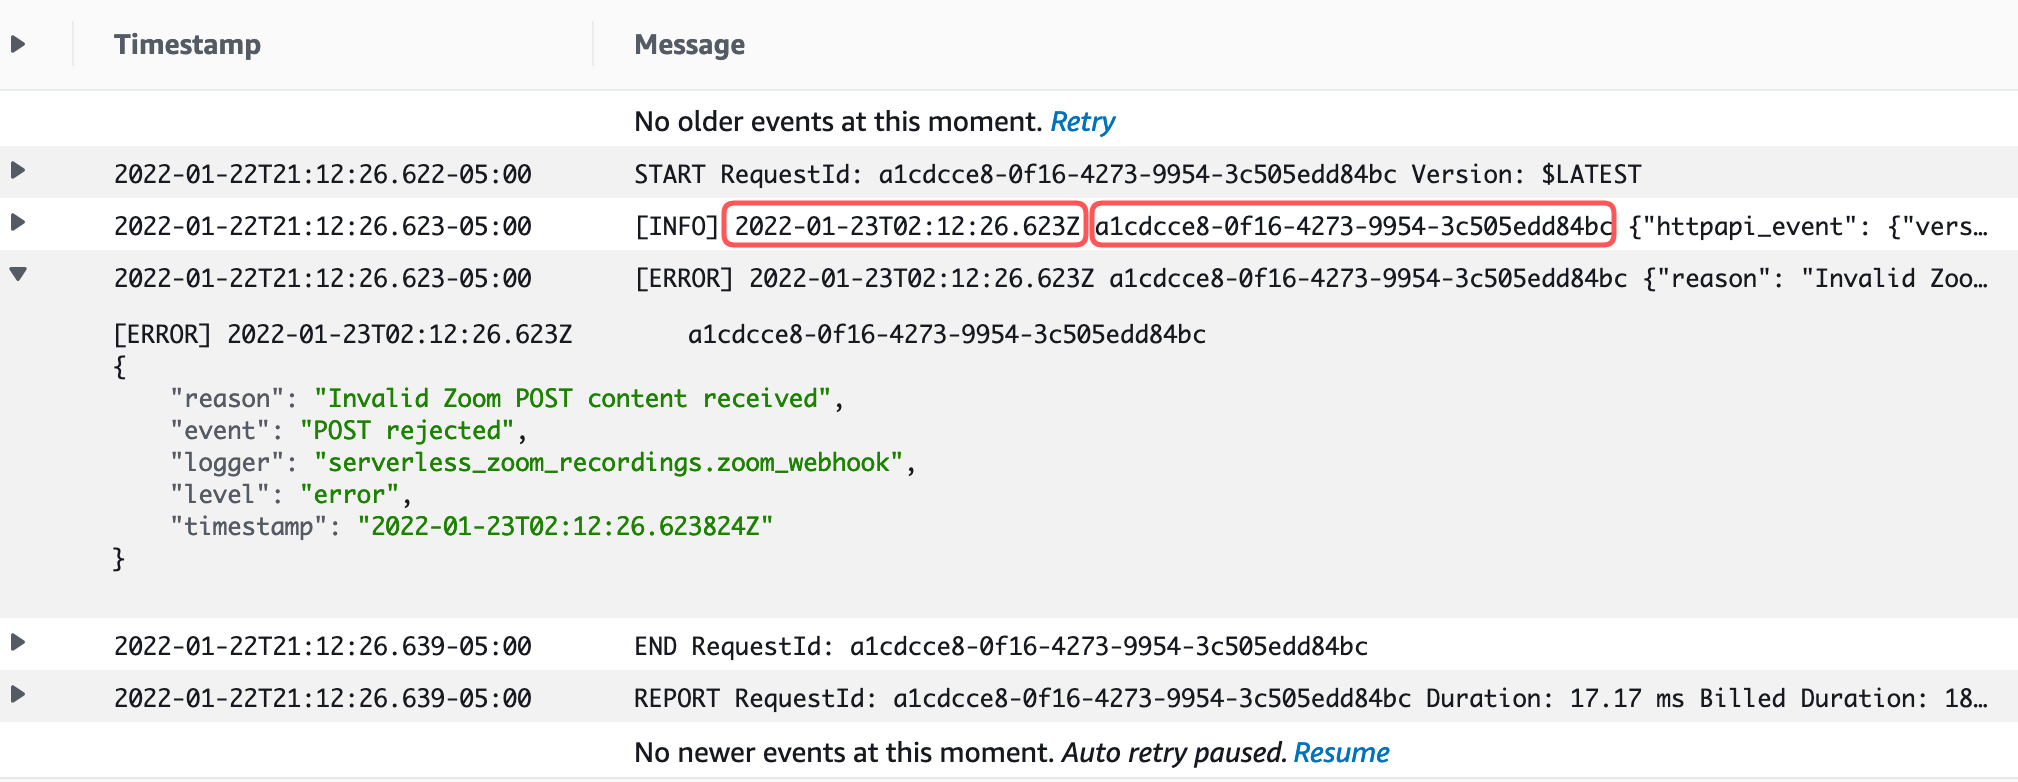 Timestamp Message
No older events at this moment. Retry
2022-01-22T21:12:26.622-05:00 START RequestId: a1cdcce8-0f16-4273-9954-3c505edd84bc Version: $LATEST
2022-01-22T21:12:26.623-05:00 [INFO] 2022-01-23T02:12:26.623Z a1cdcce8-0f16-4273-9954-3c505edd84bc {"httpapi_event": {"vers…
2022-01-22T21:12:26.623-05:00 [ERROR] 2022-01-23T02:12:26.623Z a1cdcce8-0f16-4273-9954-3c505edd84bc {"reason": "Invalid Zoo…
[ERROR] 2022-01-23T02:12:26.623Z a1cdcce8-0f16-4273-9954-3c505edd84bc
{
"reason": "Invalid Zoom POST content received",
"event": "POST rejected",
"logger": "serverless_zoom_recordings.zoom_webhook",
"level": "error",
"timestamp": "2022-01-23T02:12:26.623824Z"
}
2022-01-22T21:12:26.639-05:00 END RequestId: a1cdcce8-0f16-4273-9954-3c505edd84bc
2022-01-22T21:12:26.639-05:00 REPORT RequestId: a1cdcce8-0f16-4273-9954-3c505edd84bc Duration: 17.17 ms Billed Duration: 18…
No newer events at this moment. Auto retry paused. Resume